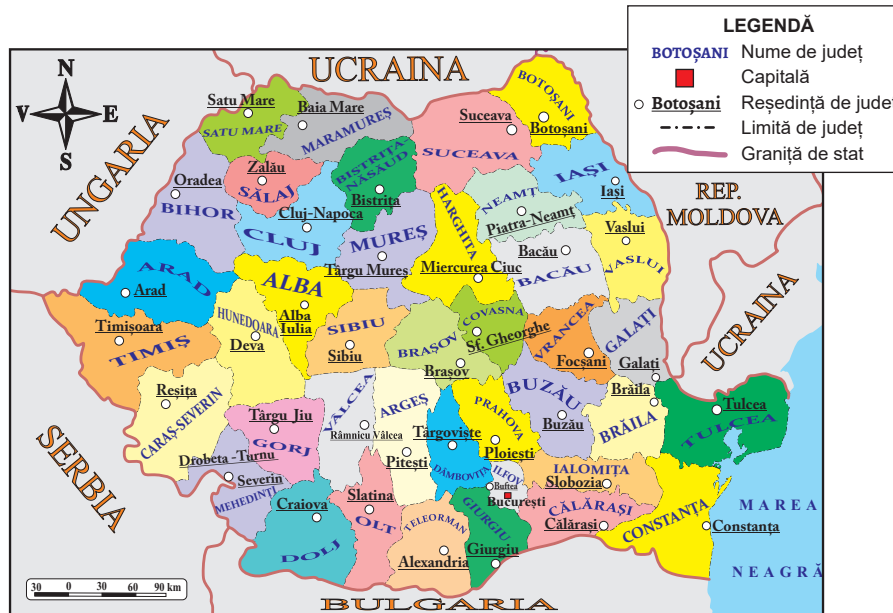 LEGENDĂ
BOTOȘANI Nume de județ
Capitală
Botoșani Reședință de județ
Limită de județ
Graniță de stat
N
V E
S
UCRAINA
UNGARIA
REP.
MOLDOVA
UCRAINA
SERBIA
BULGARIA
MAREA
NEAGRĂ
Satu Mare
SATU MARE
Baia Mare
MARAMUREȘ
Suceava
SUCEAVA
BOTOȘANI
Botoșani
Oradea
BIHOR
Zalău
SĂLAJ
BISTRIȚA
NĂSĂUD
Bistrița
IAȘI
Iași
Cluj-Napoca
CLUJ
MUREȘ
Târgu Mureș
HARGHITA
Miercurea Ciuc
NEAMȚ
Piatra-Neamț
Bacău
BACĂU
Vaslui
VASLUI
ARAD
Arad
ALBA
Alba
Iulia
Timișoara
TIMIȘ
HUNEDOARA
Deva
SIBIU
Sibiu
BRAȘOV
Brașov
COVASNA
Sf. Gheorghe
VRANCEA
Focșani
GALAȚI
Galați
Reșița
CARAȘ-SEVERIN
Târgu Jiu
GORJ
VÂLCEA
Râmnicu Vâlcea
ARGEȘ
Pitești
Târgoviște
DÂMBOVIȚA
PRAHOVA
Ploiești
BUZĂU
Buzău
Brăila
BRĂILA
Tulcea
TULCEA
Drobeta -Turnu
Severin
MEHEDINȚI
Craiova
DOLJ
Slatina
OLT
TELEORMAN
Alexandria
GIURGIU
Giurgiu
ILFOV
Buftea
București
IALOMIȚA
Slobozia
CĂLĂRAȘI
Călărași
CONSTANȚA
Constanța
30 0 30 60 90 km